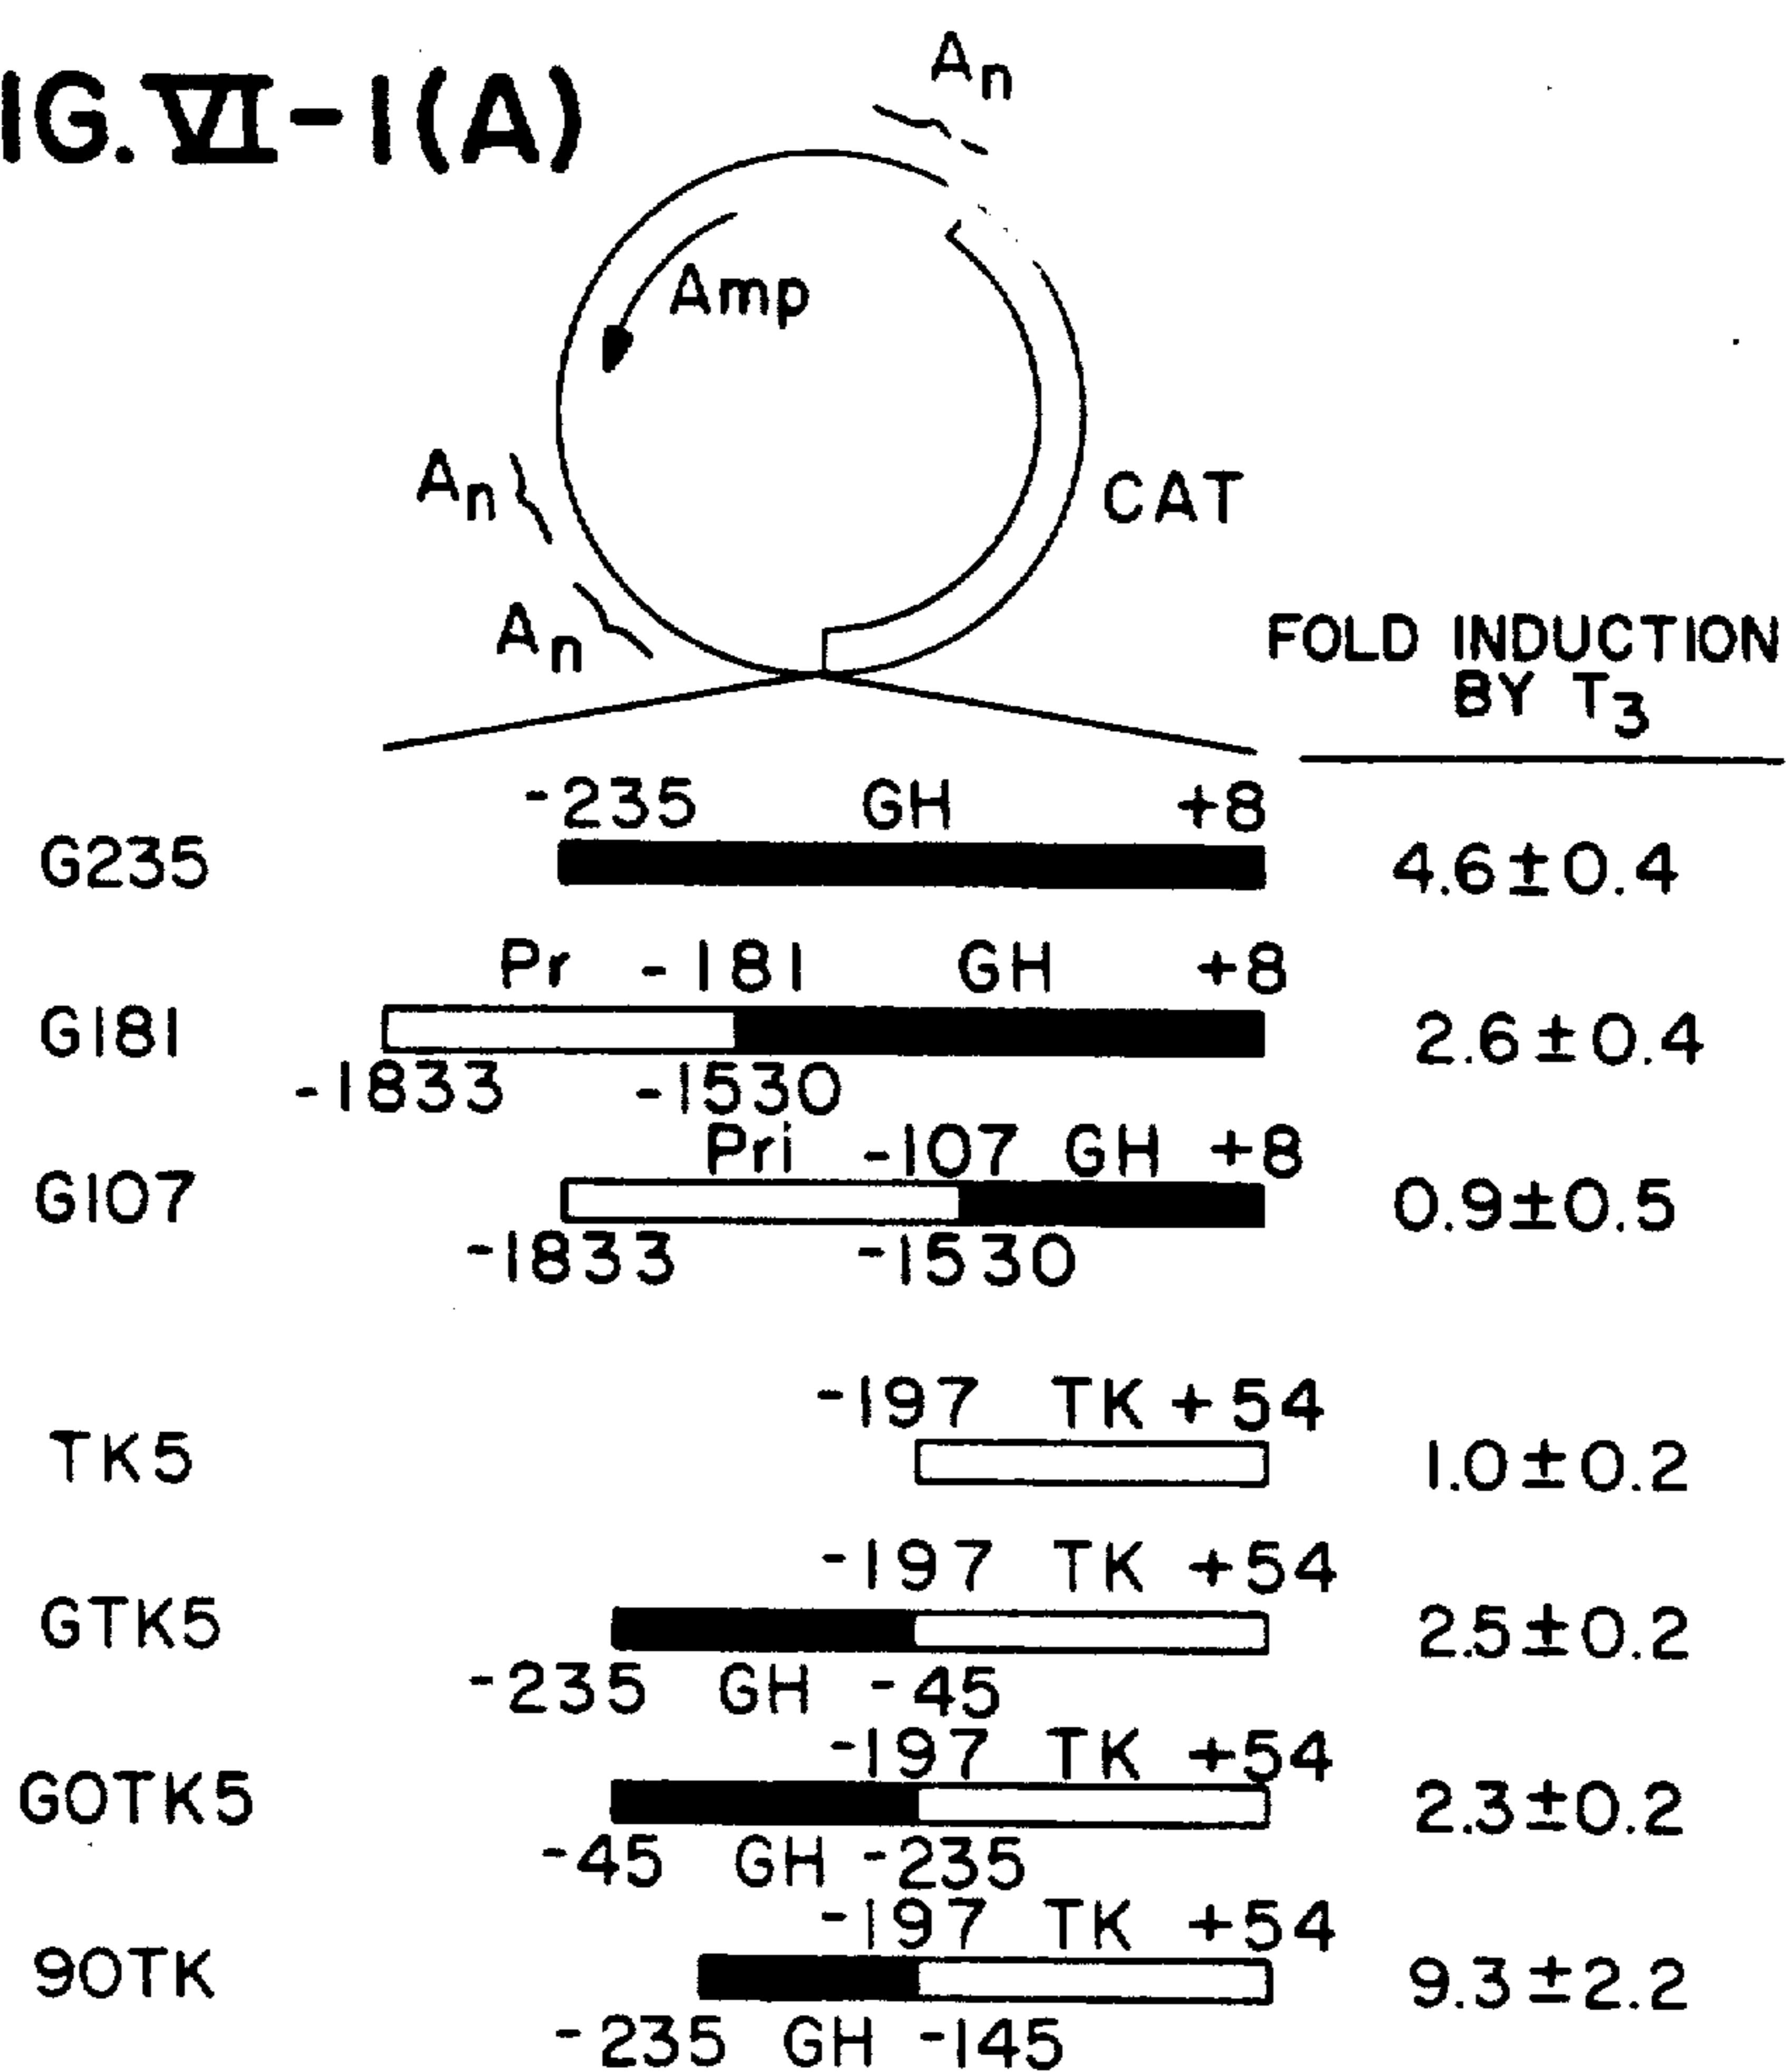 IG. VI-1(A)
An
Amp
An
CAT
An
FOLD INDUCTION
BY T3
-235 GH +8
G235 4.6±0.4
Pr -181 GH +8
G181 2.6±0.4
-1833 -1530
Pri -107 GH +8
G107 0.9±0.5
-1833 -1530
-197 TK +54
TK5 1.0±0.2
-197 TK +54
GTK5 2.5±0.2
-235 GH -45
-197 TK +54
GOTK5 2.3±0.2
-45 GH -235
-197 TK +54
90TK 9.3±2.2
-235 GH -145